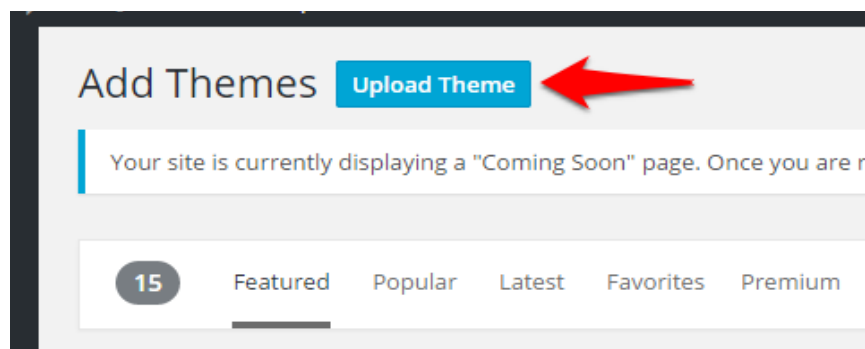 Add Themes Upload Theme
Your site is currently displaying a "Coming Soon" page. Once you are
15 Featured Popular Latest Favorites Premium